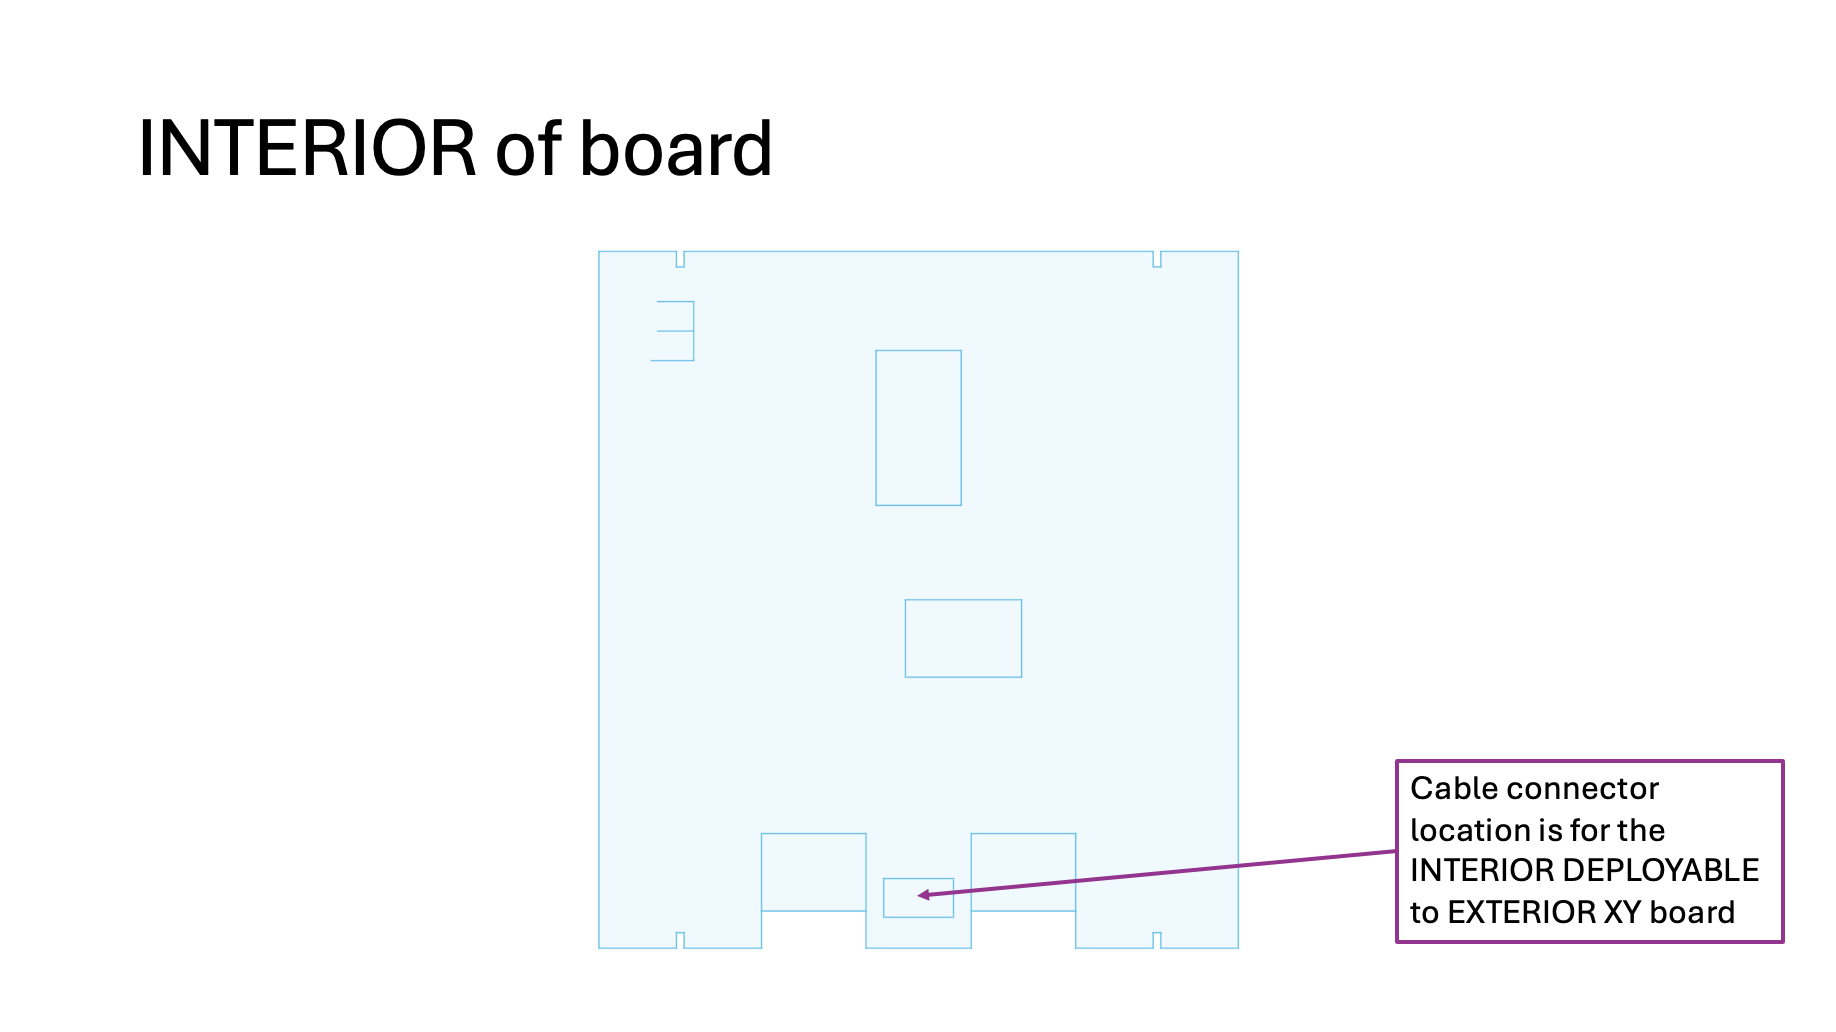 INTERIOR of board
Cable connector
location is for the
INTERIOR DEPLOYABLE
to EXTERIOR XY board